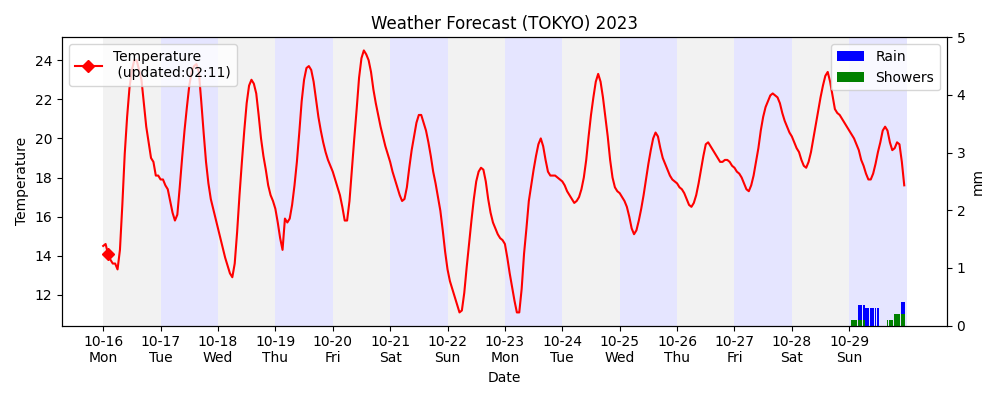 Weather Forecast (TOKYO) 2023
Temperature
(updated:02:11)
Rain
Showers
Temperature
24
22
20
18
16
14
12
5
4
3
2
1
0
mm
10-16 10-17 10-18 10-19 10-20 10-21 10-22 10-23 10-24 10-25 10-26 10-27 10-28 10-29
Mon Tue Wed Thu Fri Sat Sun Mon Tue Wed Thu Fri Sat Sun
Date